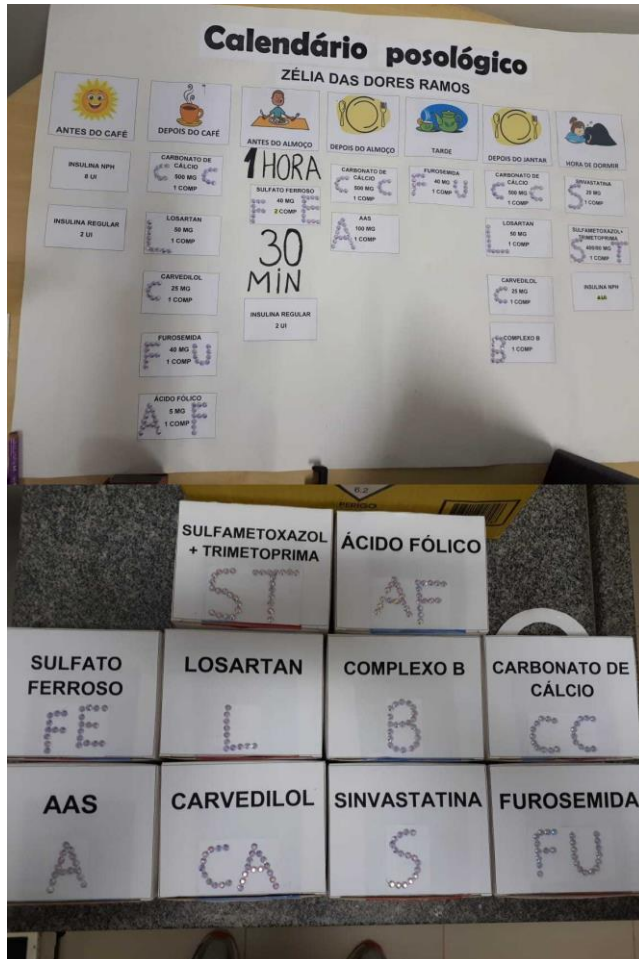 Calendário posológico
ZÉLIA DAS DORES RAMOS
ANTES DO CAFÉ
INSULINA NPH
8 UI
INSULINA REGULAR
2 UI
DEPOIS DO CAFÉ
CARBONATO DE
CÁLCIO
C 500 MG C
1 COMP
LOSARTAN
L 50 MG
1 COMP
CARVEDILOL
C 25 MG
1 COMP
FUROSEMIDA
F 40 MG U
1 COMP
ÁCIDO FÓLICO
A 5 MG F
1 COMP
ANTES DO ALMOÇO
1 HORA
SULFATO FERROSO
F 40 MG E
2 COMP
30
MIN
INSULINA REGULAR
2 UI
DEPOIS DO ALMOÇO
CARBONATO DE
CÁLCIO
C 500 MG C
1 COMP
AAS
A 100 MG
1 COMP
TARDE
FUROSEMIDA
F 40 MG U
1 COMP
DEPOIS DO JANTAR
CARBONATO DE
CÁLCIO
C 500 MG C
1 COMP
LOSARTAN
L 50 MG
1 COMP
CARVEDILOL
C 25 MG
1 COMP
COMPLEXO B
B 1 COMP
HORA DE DORMIR
SINVASTATINA
S 20 MG
1 COMP
SULFAMETOXAZOL+
TRIMETOPRIMA
S 400/80 MG T
1 COMP
INSULINA NPH
UI
6.2
PERIGO
SULFAMETOXAZOL
+ TRIMETOPRIMA
ST
ÁCIDO FÓLICO
AF
SULFATO
FERROSO
FE
LOSARTAN
L
COMPLEXO B
B
CARBONATO DE
CÁLCIO
CC
AAS
A
CARVEDILOL
CA
SINVASTATINA
S
FUROSEMIDA
FU